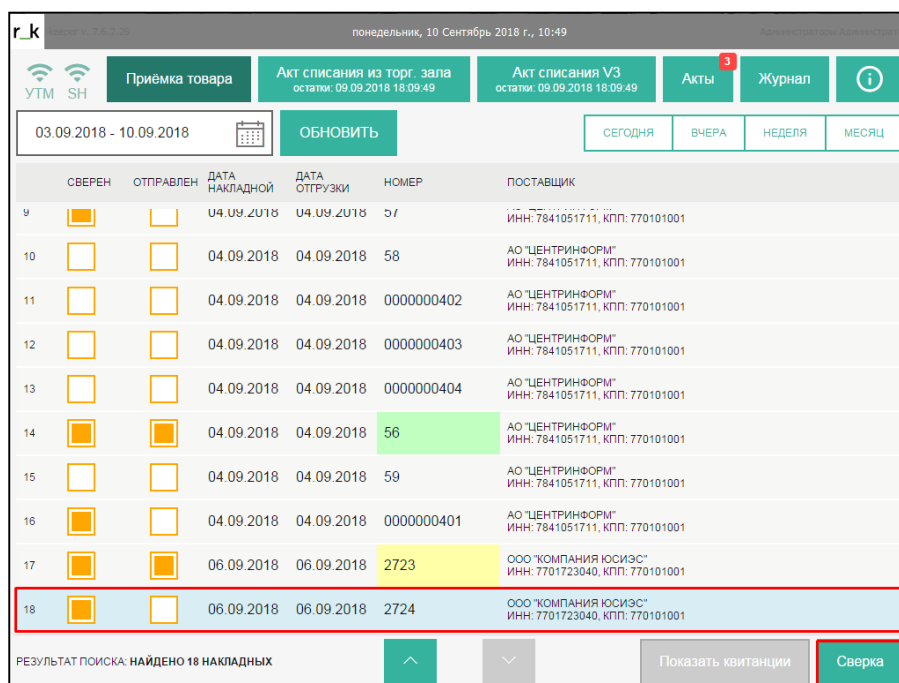 r_k keeper v. 7.6.2.26 понедельник, 10 Сентябрь 2018 г., 10:49
УТМ SH Приёмка товара Акт списания из торг. зала Акт списания V3 Акты 3 Журнал
остатки: 09.09.2018 18:09:49 остатки: 09.09.2018 18:09:49
03.09.2018 - 10.09.2018 ОБНОВИТЬ СЕГОДНЯ ВЧЕРА НЕДЕЛЯ МЕСЯЦ
СВЕРЕН ОТПРАВЛЕН ДАТА НАКЛАДНОЙ ДАТА ОТГРУЗКИ НОМЕР ПОСТАВЩИК
9 04.09.2018 04.09.2018 57
ИНН: 7841051711, КПП: 770101001
10 04.09.2018 04.09.2018 58 АО "ЦЕНТРИНФОРМ"
ИНН: 7841051711, КПП: 770101001
11 04.09.2018 04.09.2018 0000000402 АО "ЦЕНТРИНФОРМ"
ИНН: 7841051711, КПП: 770101001
12 04.09.2018 04.09.2018 0000000403 АО "ЦЕНТРИНФОРМ"
ИНН: 7841051711, КПП: 770101001
13 04.09.2018 04.09.2018 0000000404 АО "ЦЕНТРИНФОРМ"
ИНН: 7841051711, КПП: 770101001
14 04.09.2018 04.09.2018 56 АО "ЦЕНТРИНФОРМ"
ИНН: 7841051711, КПП: 770101001
15 04.09.2018 04.09.2018 59 АО "ЦЕНТРИНФОРМ"
ИНН: 7841051711, КПП: 770101001
16 04.09.2018 04.09.2018 0000000401 АО "ЦЕНТРИНФОРМ"
ИНН: 7841051711, КПП: 770101001
17 06.09.2018 06.09.2018 2723 ООО "КОМПАНИЯ ЮСИЭС"
ИНН: 7701723040, КПП: 770101001
18 06.09.2018 06.09.2018 2724 ООО "КОМПАНИЯ ЮСИЭС"
ИНН: 7701723040, КПП: 770101001
РЕЗУЛЬТАТ ПОИСКА: НАЙДЕНО 18 НАКЛАДНЫХ Показать квитанции Сверка